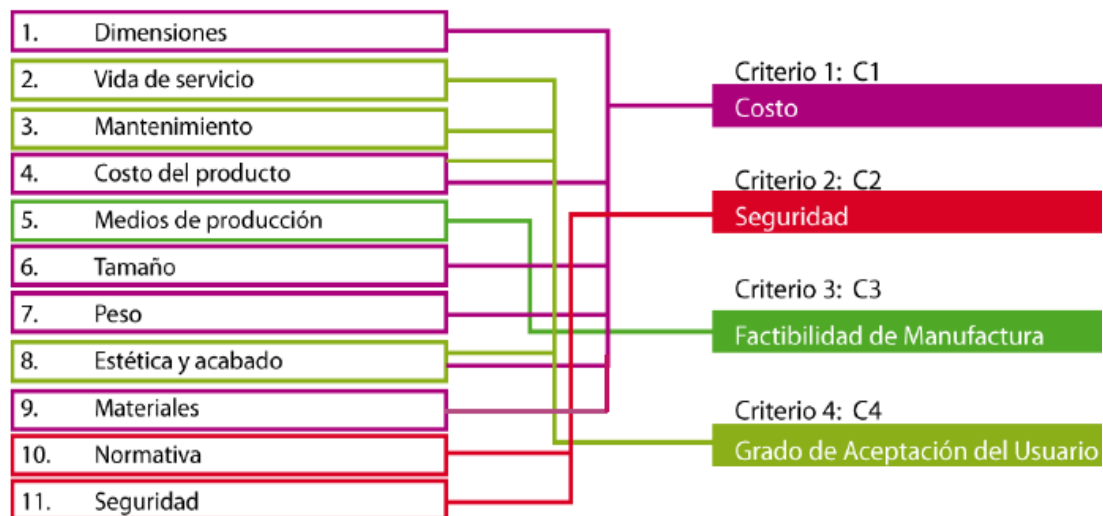 1. Dimensiones
2. Vida de servicio
3. Mantenimiento
4. Costo del producto
5. Medios de producción
6. Tamaño
7. Peso
8. Estética y acabado
9. Materiales
10. Normativa
11. Seguridad
Criterio 1: C1
Costo
Criterio 2: C2
Seguridad
Criterio 3: C3
Factibilidad de Manufactura
Criterio 4: C4
Grado de Aceptación del Usuario